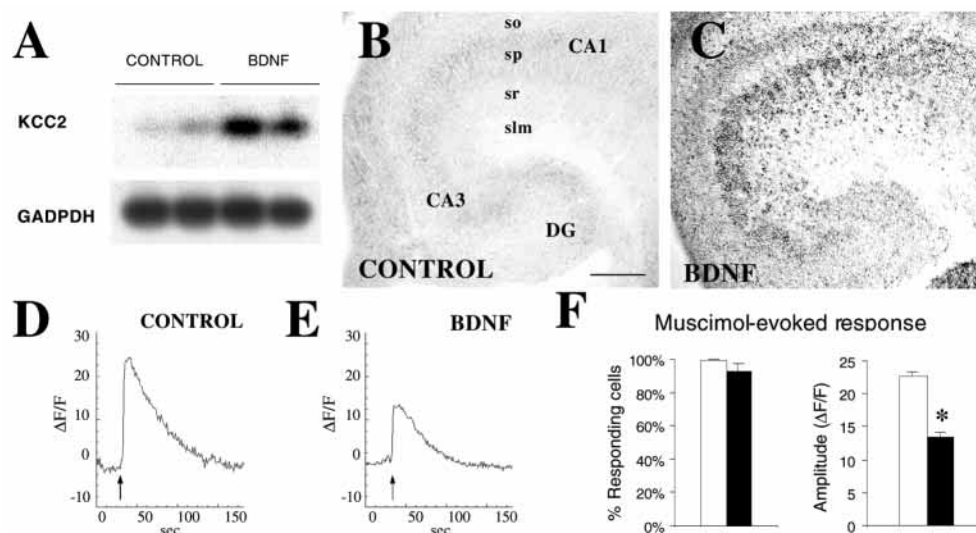 A
CONTROL BDNF
KCC2
GADPDH
B
so
sp
sr
slm
CA1
CA3
DG
CONTROL
C
BDNF
D
CONTROL
ΔF/F
30
20
10
0
-10
0 50 100 150
sec
E
BDNF
ΔF/F
30
20
10
0
-10
0 50 100 150
sec
F
Muscimol-evoked response
% Responding cells
100%
80%
60%
40%
20%
0%
Amplitude (ΔF/F)
25
20
15
10
5
0
*